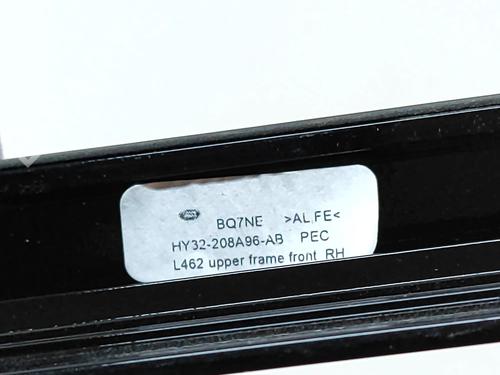 BQ7NE >AL.FE<
HY32-208A96-AB PEC
L462 upper frame front RH